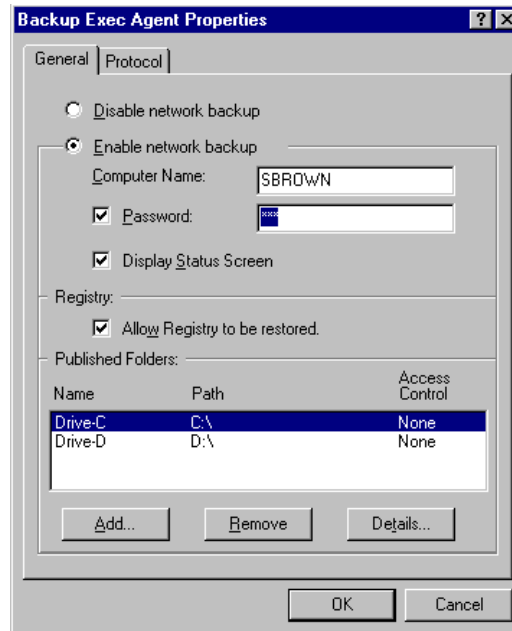 Backup Exec Agent Properties
General
Protocol
Disable network backup
Enable network backup
Computer Name:
SBROWN
Password:
***
Display Status Screen
Registry:
Allow Registry to be restored.
Published Folders:
Name Path Access Control
Drive-C C:\ None
Drive-D D:\ None
Add... Remove Details...
OK Cancel